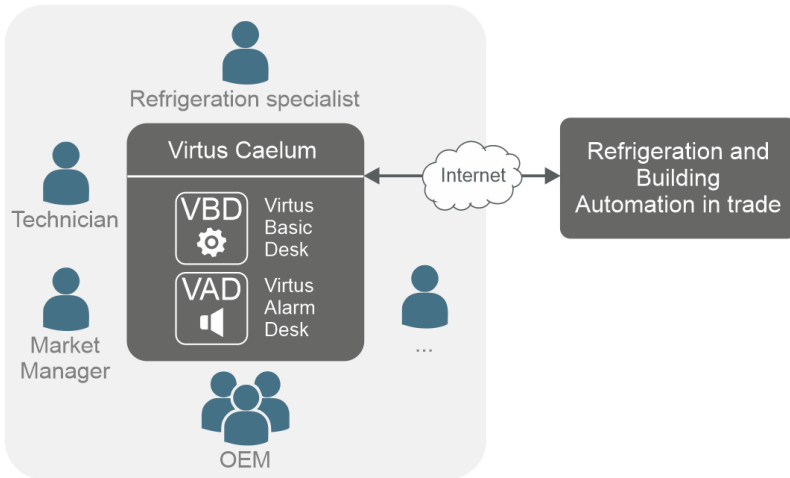 Refrigeration specialist
Virtus Caelum
VBD
Virtus
Basic
Desk
VAD
Virtus
Alarm
Desk
Technician
Market
Manager
...
OEM
Internet
Refrigeration and
Building
Automation in trade